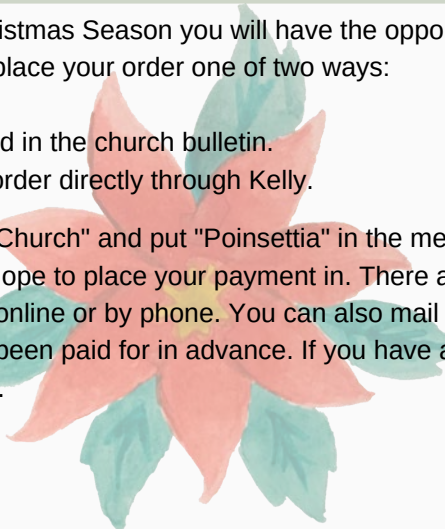 istmas Season you will have the oppo
place your order one of two ways:
d in the church bulletin.
order directly through Kelly.
Church" and put "Poinsettia" in the me
ope to place your payment in. There a
online or by phone. You can also mail
been paid for in advance. If you have a
.